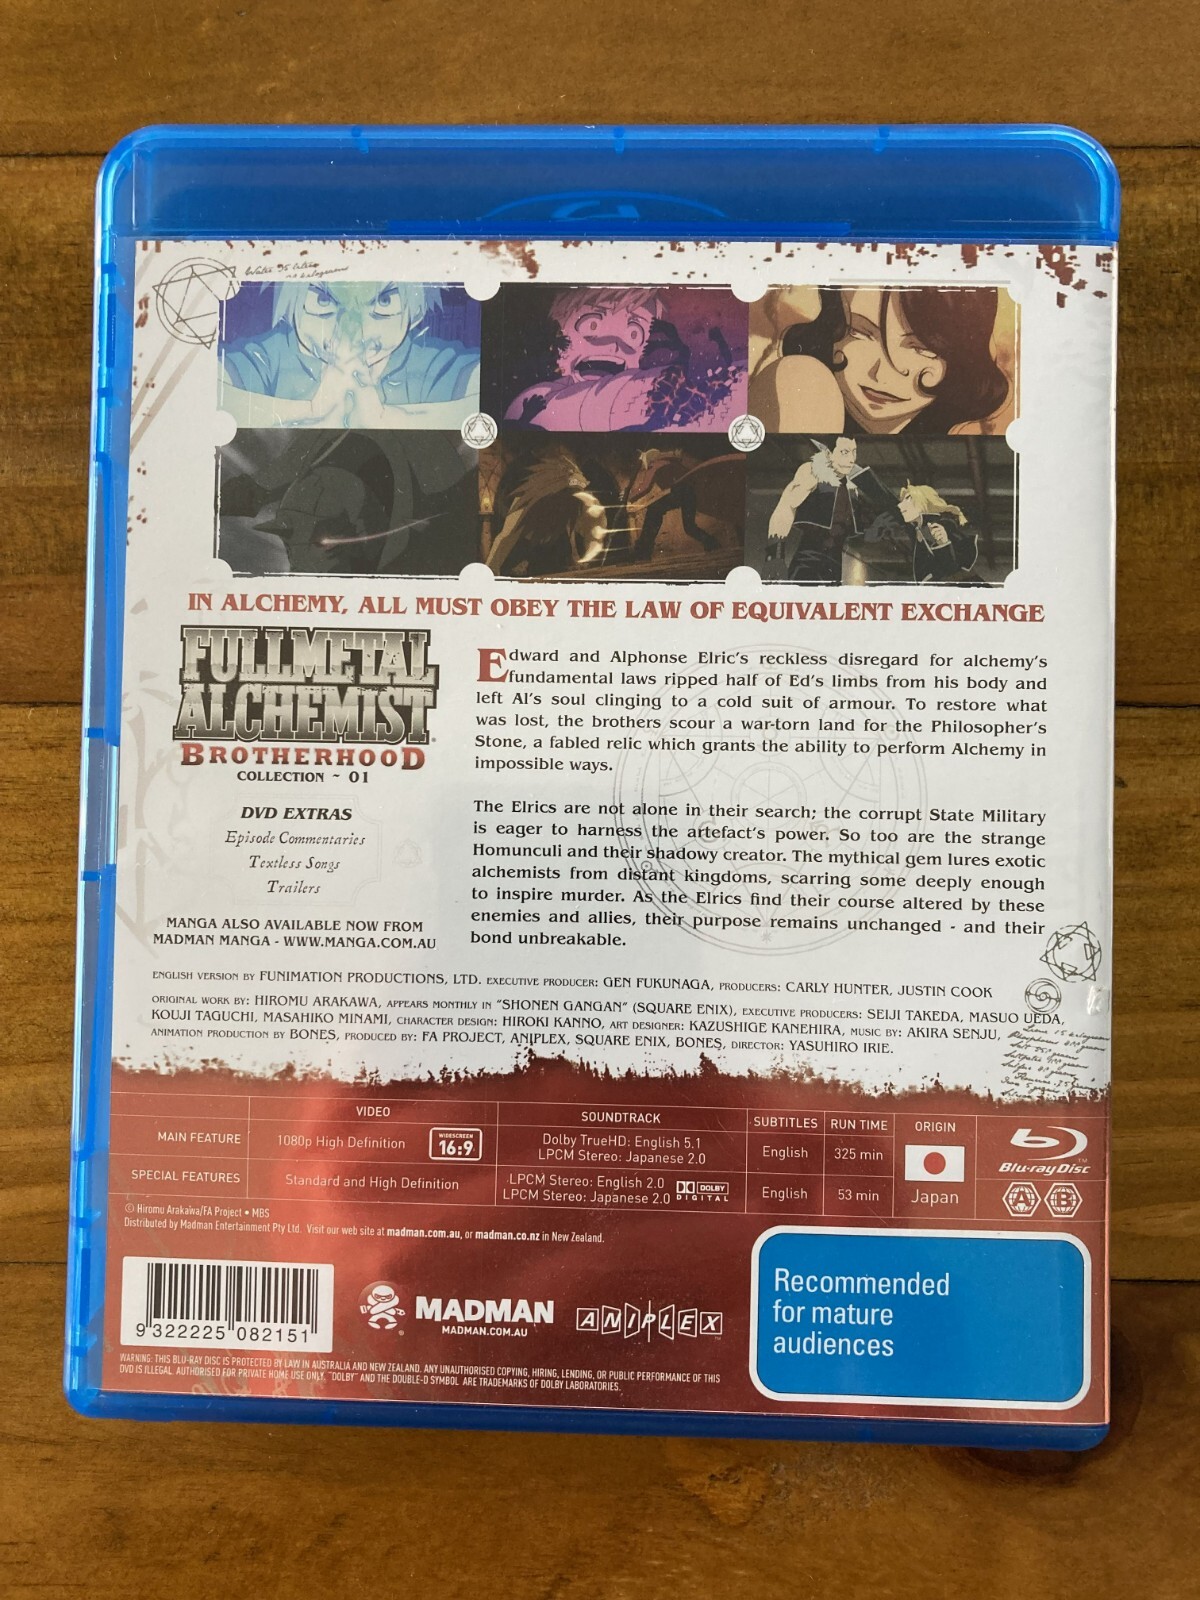 IN ALCHEMY, ALL MUST OBEY THE LAW OF EQUIVALENT EXCHANGE
FULLMETAL
ALCHEMIST
BROTHERHOOD
COLLECTION ~ 01
DVD EXTRAS
Episode Commentaries
Textless Songs
Trailers
MANGA ALSO AVAILABLE NOW FROM
MADMAN MANGA - WWW.MANGA.COM.AU
Edward and Alphonse Elric's reckless disregard for alchemy's
fundamental laws ripped half of Ed's limbs from his body and
left Al's soul clinging to a cold suit of armour. To restore what
was lost, the brothers scour a war-torn land for the Philosopher's
Stone, a fabled relic which grants the ability to perform Alchemy in
impossible ways.
The Elrics are not alone in their search; the corrupt State Military
is eager to harness the artefact's power. So too are the strange
Homunculi and their shadowy creator. The mythical gem lures exotic
alchemists from distant kingdoms, scarring some deeply enough
to inspire murder. As the Elrics find their course altered by these
enemies and allies, their purpose remains unchanged - and their
bond unbreakable.
ENGLISH VERSION BY FUNIMATION PRODUCTIONS, LTD. EXECUTIVE PRODUCER: GEN FUKUNAGA, PRODUCERS: CARLY HUNTER, JUSTIN COOK
ORIGINAL WORK BY: HIROMU ARAKAWA, APPEARS MONTHLY IN "SHONEN GANGAN" (SQUARE ENIX), EXECUTIVE PRODUCERS: SEIJI TAKEDA, MASUO UEDA,
KOUJI TAGUCHI, MASAHIKO MINAMI, CHARACTER DESIGN: HIROKI KANNO, ART DESIGNER: KAZUSHIGE KANEHIRA, MUSIC BY: AKIRA SENJU,
ANIMATION PRODUCTION BY BONES, PRODUCED BY: FA PROJECT, ANIPLEX, SQUARE ENIX, BONES, DIRECTOR: YASUHIRO IRIE.
VIDEO SOUNDTRACK SUBTITLES RUN TIME ORIGIN
MAIN FEATURE 1080p High Definition WIDESCREEN 16:9 Dolby TrueHD: English 5.1
LPCM Stereo: Japanese 2.0 English 325 min
SPECIAL FEATURES Standard and High Definition LPCM Stereo: English 2.0
LPCM Stereo: Japanese 2.0 DOLBY DIGITAL English 53 min Japan
Blu-ray Disc
A B
© Hiromu Arakawa/FA Project • MBS
Distributed by Madman Entertainment Pty Ltd. Visit our web site at madman.com.au, or madman.co.nz in New Zealand.
9 322225 082151
MADMAN
MADMAN.COM.AU
ANIPLEX
Recommended
for mature
audiences
WARNING: THIS BLU-RAY DISC IS PROTECTED BY LAW IN AUSTRALIA AND NEW ZEALAND. ANY UNAUTHORISED COPYING, HIRING, LENDING, OR PUBLIC PERFORMANCE OF THIS
DVD IS ILLEGAL. AUTHORISED FOR PRIVATE HOME USE ONLY. "DOLBY" AND THE DOUBLE-D SYMBOL ARE TRADEMARKS OF DOLBY LABORATORIES.